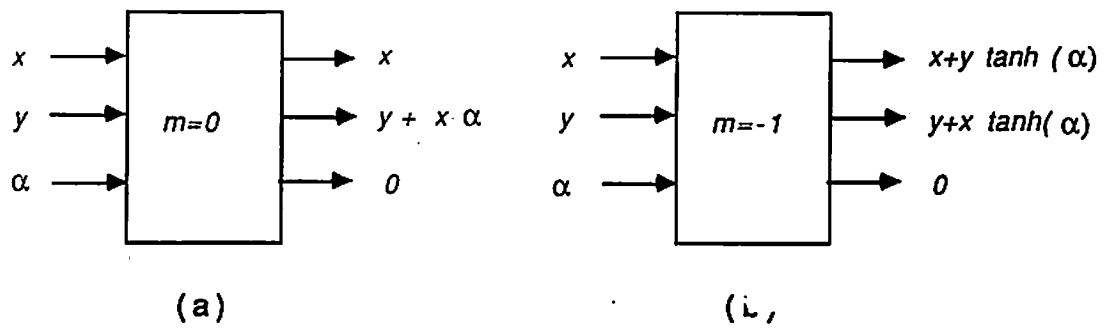 x
y
α
m=0
x
y + x · α
0
(a)
x
y
α
m=-1
x+y tanh (α)
y+x tanh(α)
0